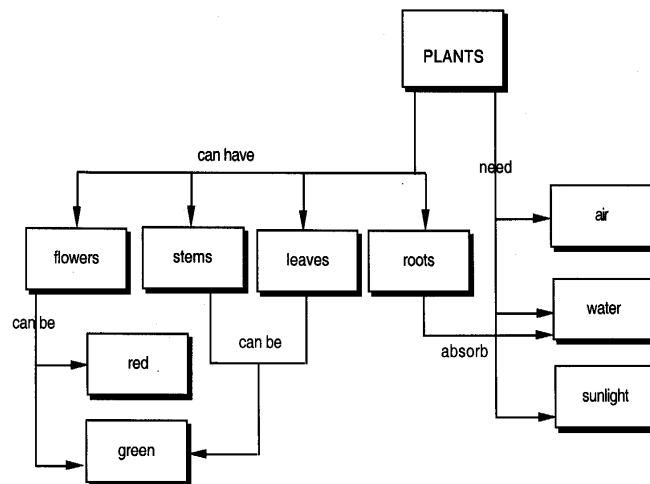 PLANTS
can have
need
air
flowers
stems
leaves
roots
water
can be
can be
absorb
red
sunlight
green